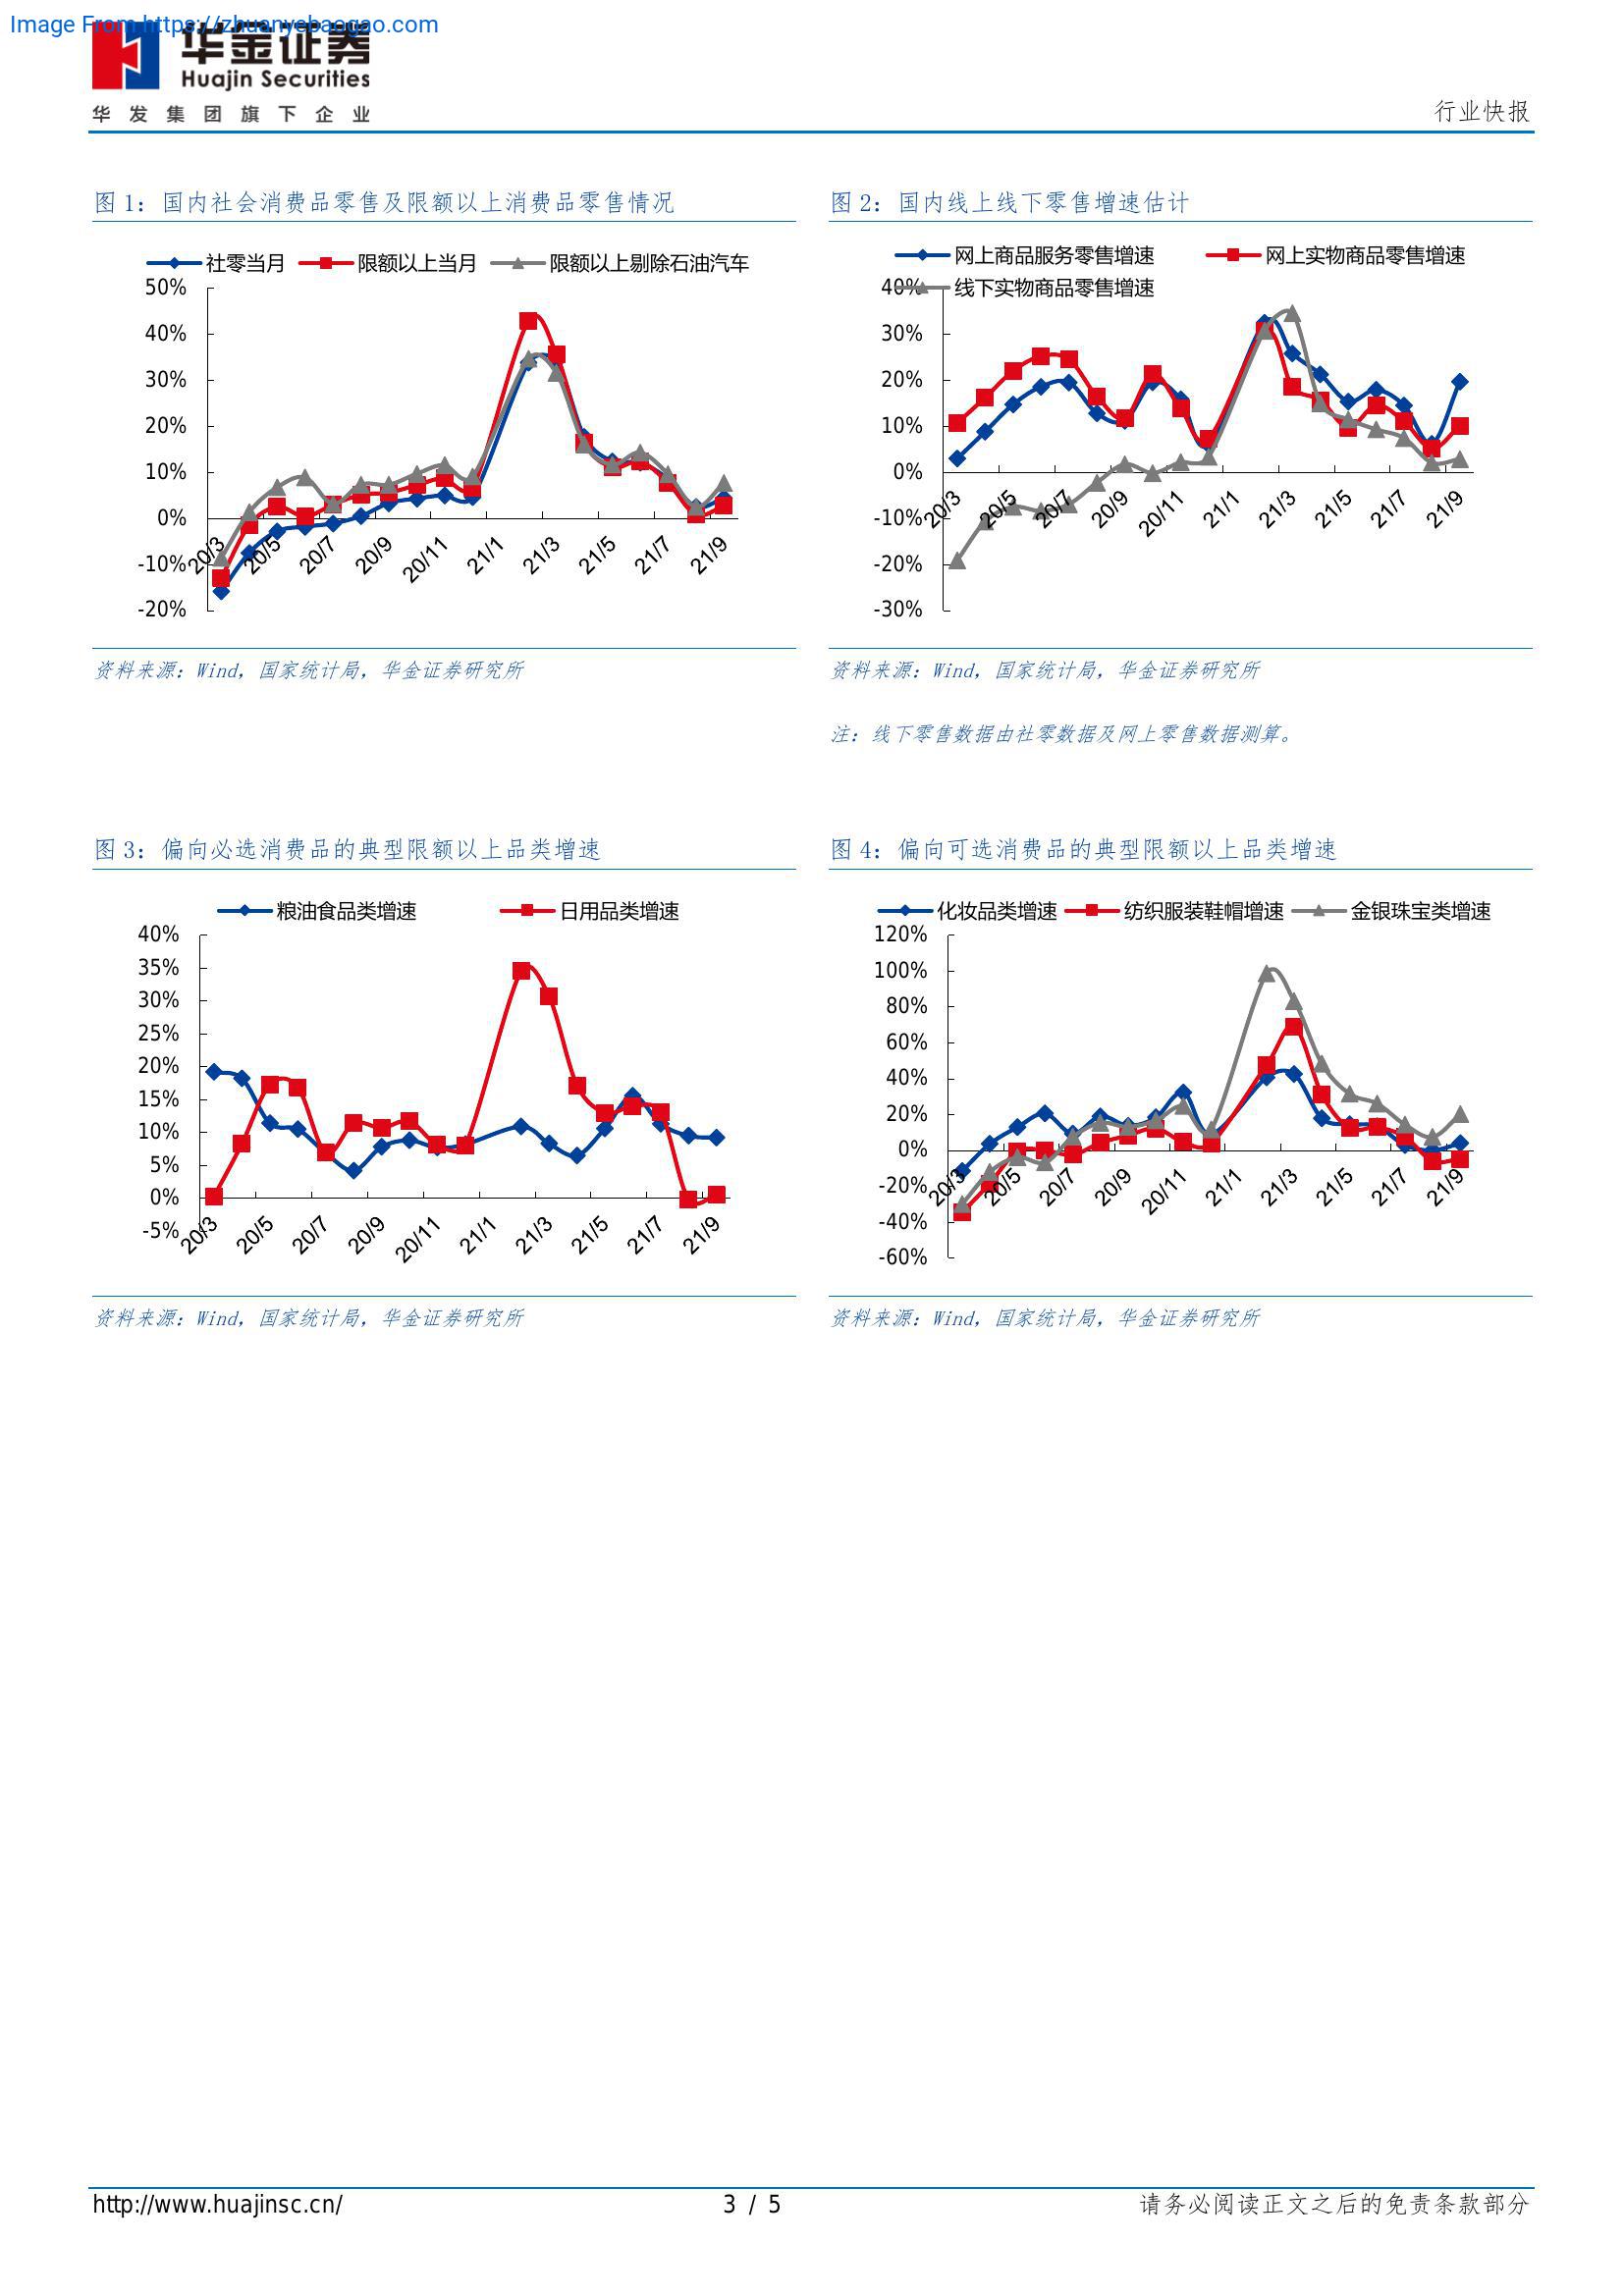 Image From https://zhuanyebaogao.com
华金证券
Huajin Securities
华发集团旗下企业
行业快报
图 1：国内社会消费品零售及限额以上消费品零售情况
社零当月 限额以上当月 限额以上剔除石油汽车
50%
40%
30%
20%
10%
0%
-10%
-20%
20/3 20/5 20/7 20/9 20/11 21/1 21/3 21/5 21/7 21/9
资料来源：Wind，国家统计局，华金证券研究所
图 2：国内线上线下零售增速估计
网上商品服务零售增速 网上实物商品零售增速
线下实物商品零售增速
40%
30%
20%
10%
0%
-10%
-20%
-30%
20/3 20/5 20/7 20/9 20/11 21/1 21/3 21/5 21/7 21/9
资料来源：Wind，国家统计局，华金证券研究所
注：线下零售数据由社零数据及网上零售数据测算。
图 3：偏向必选消费品的典型限额以上品类增速
粮油食品类增速 日用品类增速
40%
35%
30%
25%
20%
15%
10%
5%
0%
-5%
20/3 20/5 20/7 20/9 20/11 21/1 21/3 21/5 21/7 21/9
资料来源：Wind，国家统计局，华金证券研究所
图 4：偏向可选消费品的典型限额以上品类增速
化妆品类增速 纺织服装鞋帽增速 金银珠宝类增速
120%
100%
80%
60%
40%
20%
0%
-20%
-40%
-60%
20/3 20/5 20/7 20/9 20/11 21/1 21/3 21/5 21/7 21/9
资料来源：Wind，国家统计局，华金证券研究所
http://www.huajinsc.cn/ 3 / 5 请务必阅读正文之后的免责条款部分